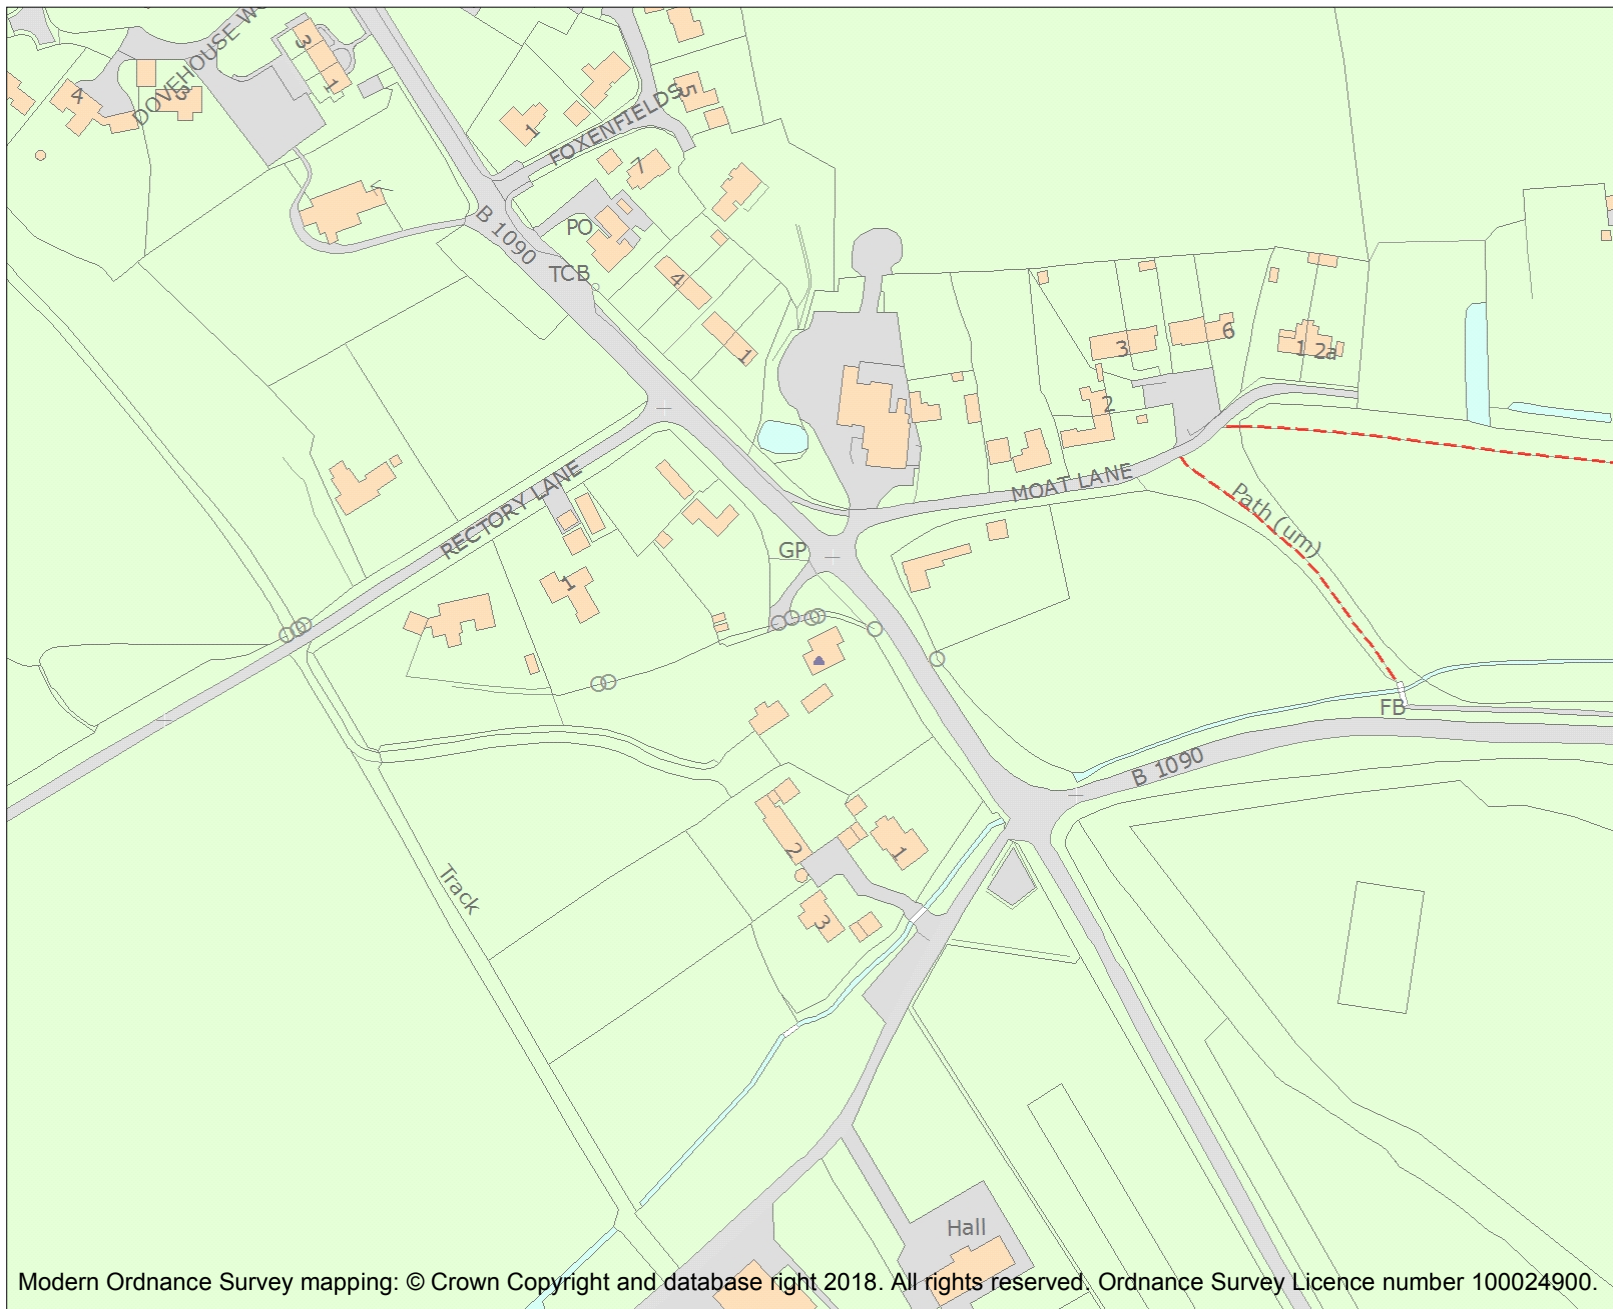 DOVEHOUSE
3
1
4
3
5
1
FOXENFIELDS
7
B 1090
PO
TCB
4
1
3
6
1 2a
2
RECTORY LANE
MOAT LANE
Path (um)
GP
1
FB
B 1090
2
1
Track
3
Hall
Modern Ordnance Survey mapping: © Crown Copyright and database right 2018. All rights reserved. Ordnance Survey Licence number 100024900.